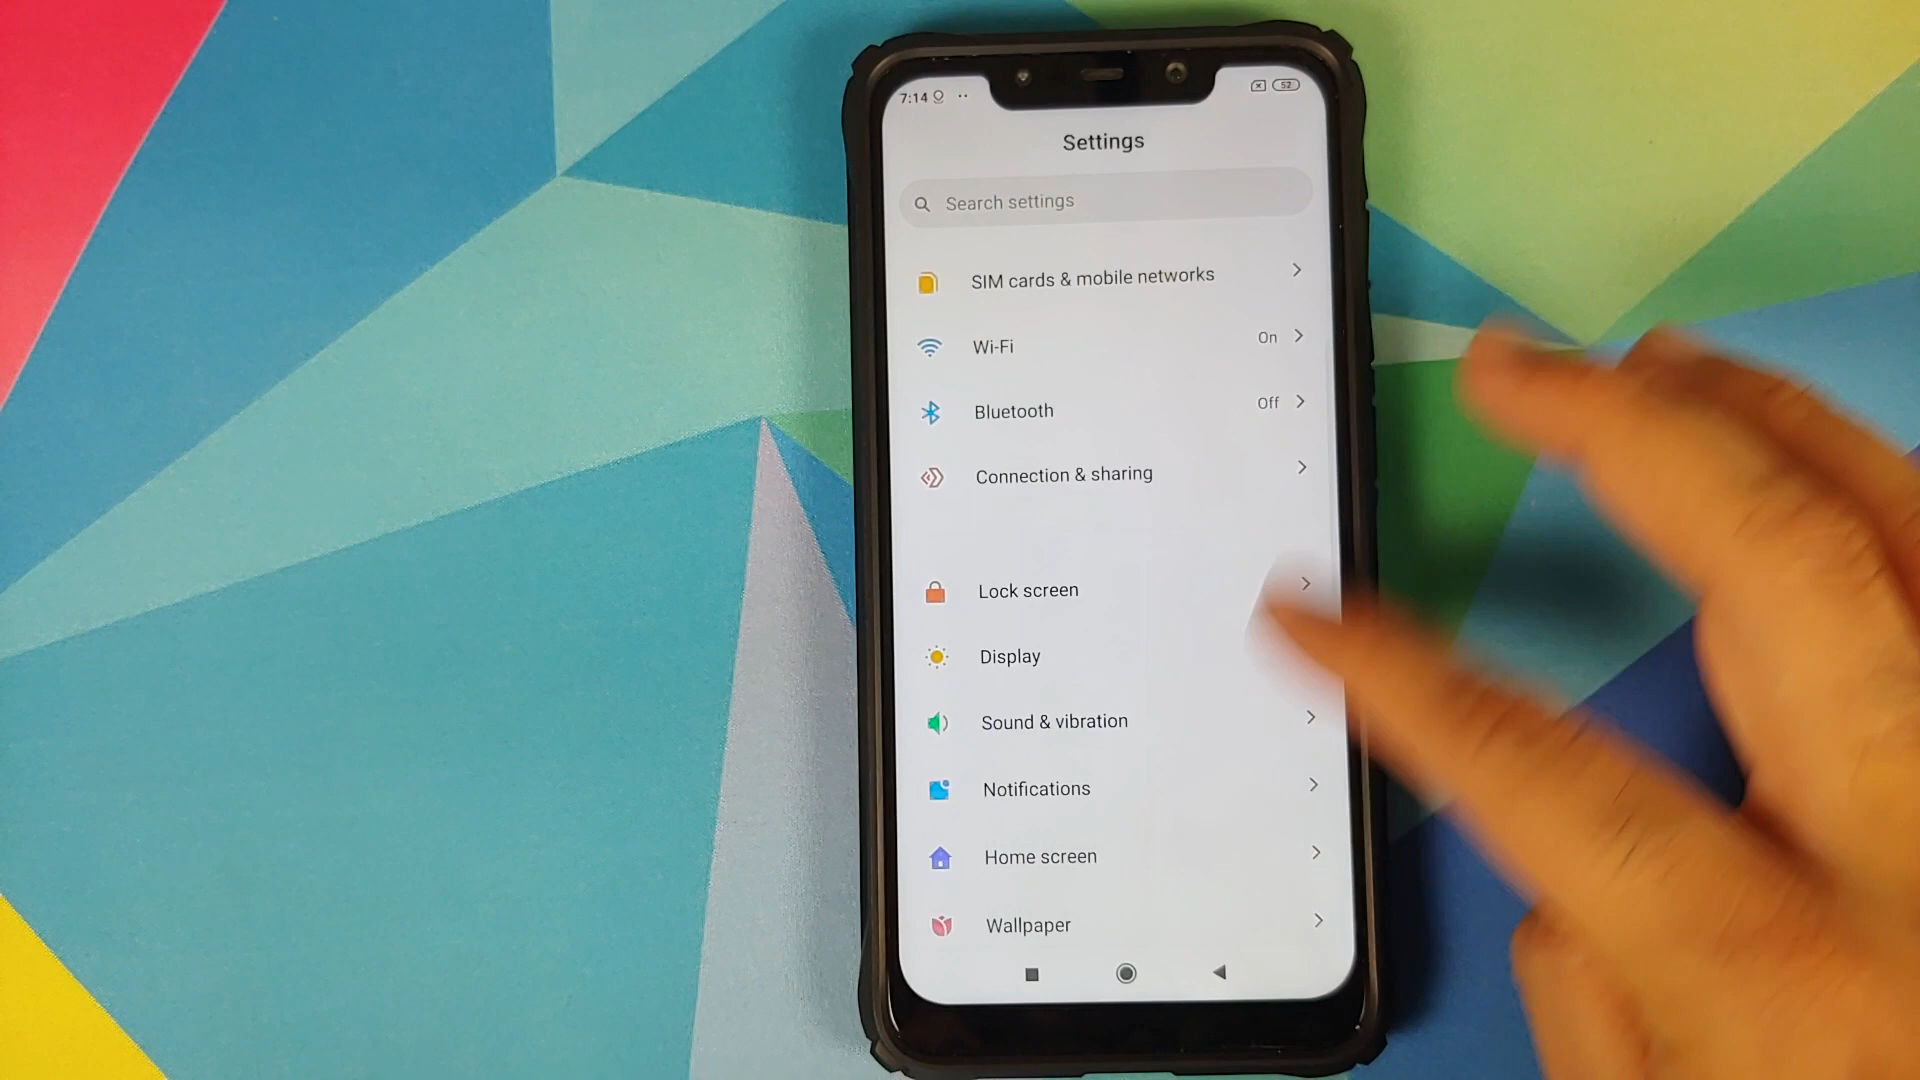 7:14
52
Settings
Search settings
SIM cards & mobile networks
Wi-Fi On
Bluetooth Off
Connection & sharing
Lock screen
Display
Sound & vibration
Notifications
Home screen
Wallpaper